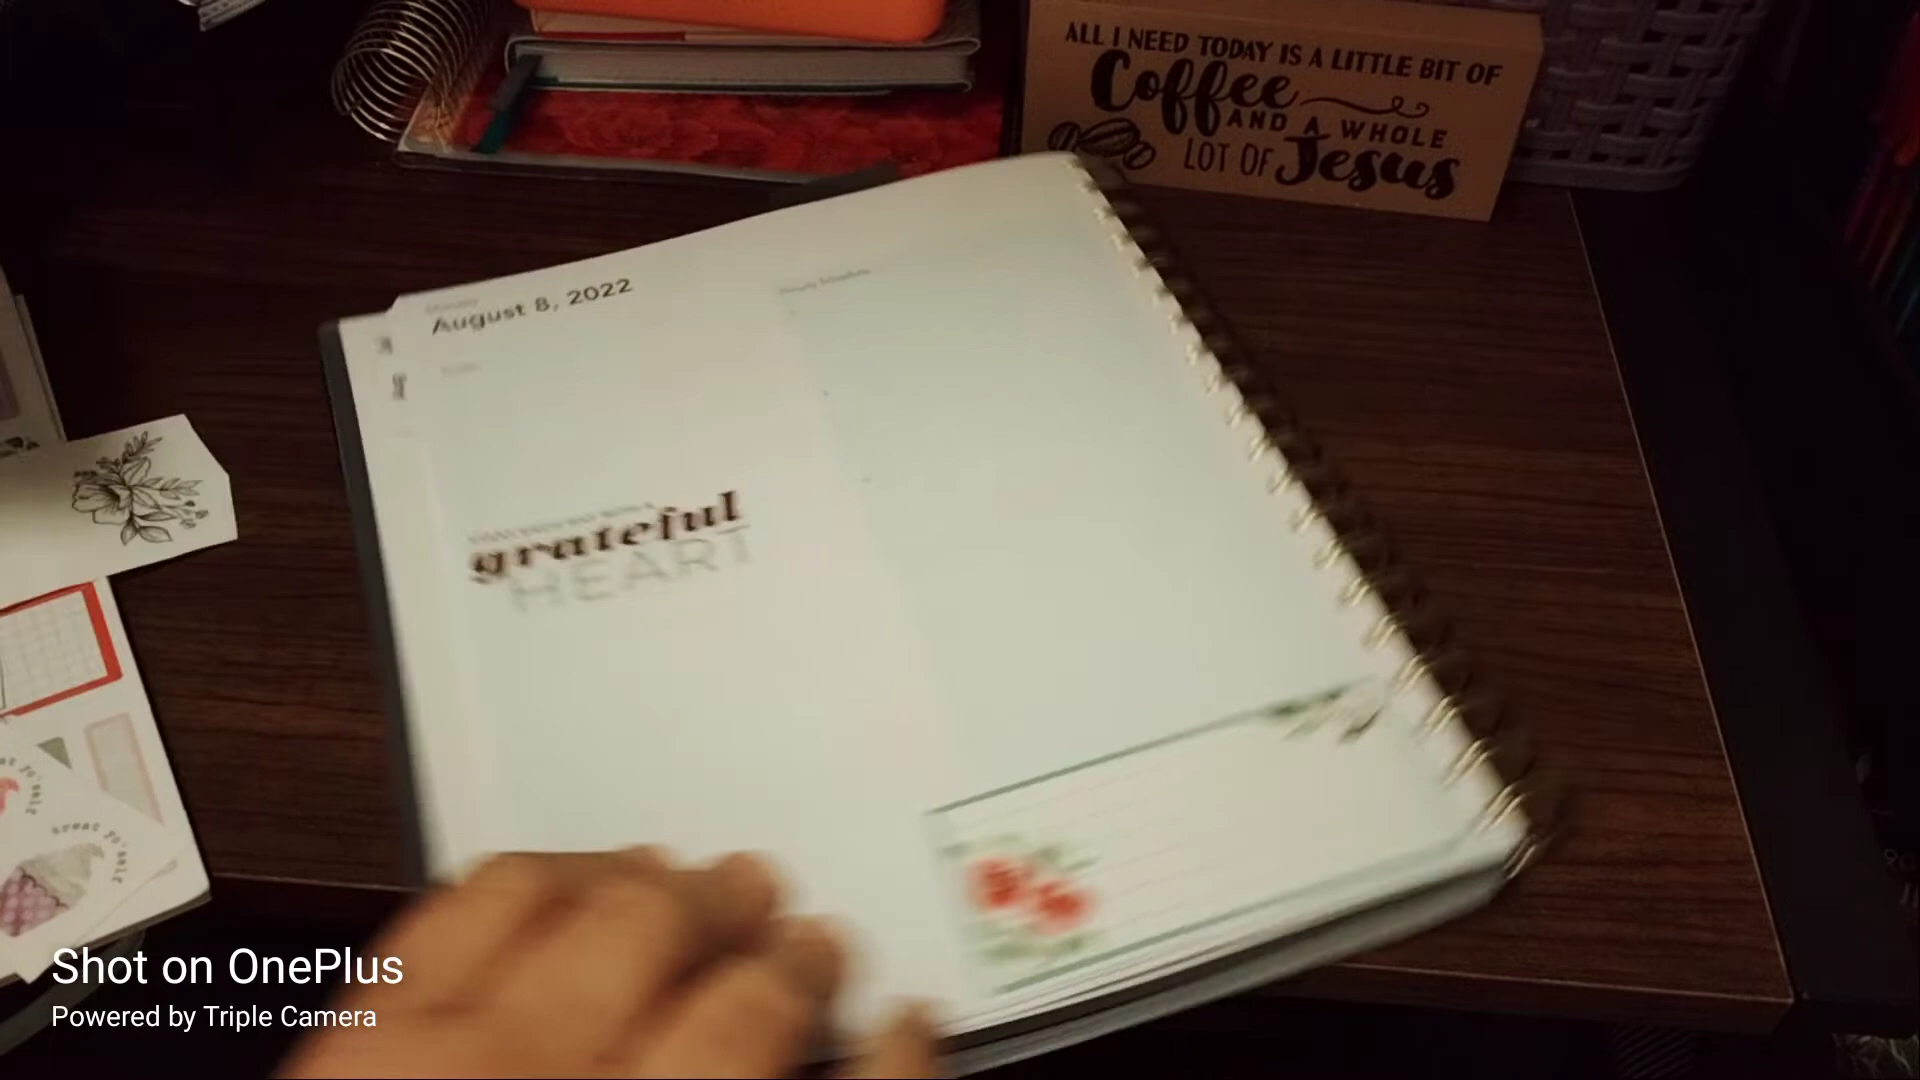 ALL I NEED TODAY IS A LITTLE BIT OF
Coffee
AND A WHOLE
LOT OF Jesus
August 8, 2022
grateful
HEART
Shot on OnePlus
Powered by Triple Camera